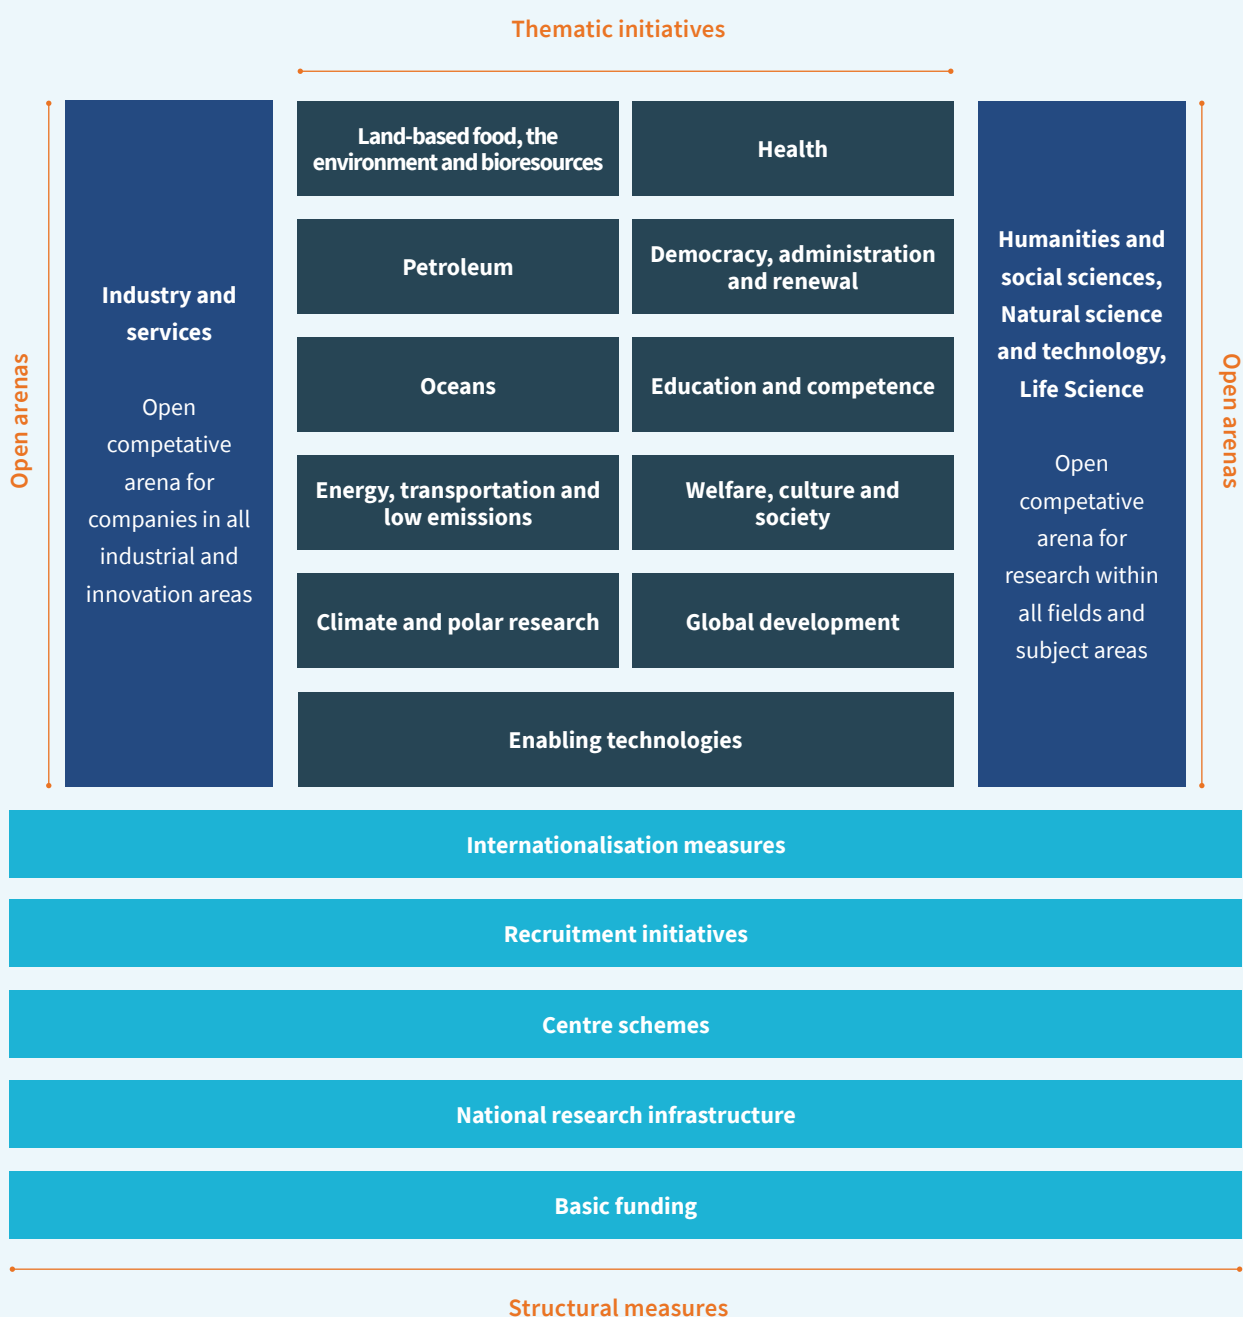 Thematic initiatives
Open arenas
Industry and
services
Open
competative
arena for
companies in all
industrial and
innovation areas
Land-based food, the
environment and bioresources
Health
Petroleum
Democracy, administration
and renewal
Oceans
Education and competence
Energy, transportation and
low emissions
Welfare, culture and
society
Climate and polar research
Global development
Enabling technologies
Humanities and
social sciences,
Natural science
and technology,
Life Science
Open
competative
arena for
research within
all fields and
subject areas
Open arenas
Internationalisation measures
Recruitment initiatives
Centre schemes
National research infrastructure
Basic funding
Structural measures